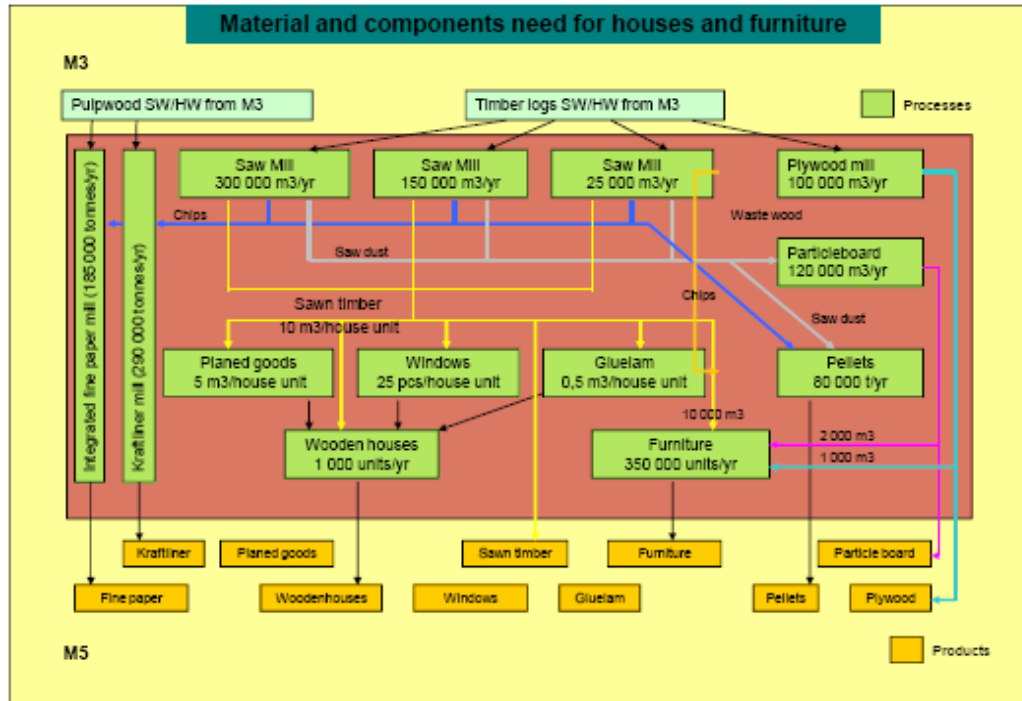 Material and components need for houses and furniture
M3
Pulpwood SW/HW from M3
Timber logs SW/HW from M3
Processes
Integrated fine paper mill (185 000 tonnes/yr)
Kraftliner mill (290 000 tonnes/yr)
Saw Mill
300 000 m3/yr
Saw Mill
150 000 m3/yr
Saw Mill
25 000 m3/yr
Plywood mill
100 000 m3/yr
Chips
Waste wood
Saw dust
Particleboard
120 000 m3/yr
Sawn timber
10 m3/house unit
Chips
Saw dust
Planed goods
5 m3/house unit
Windows
25 pcs/house unit
Gluelam
0,5 m3/house unit
Pellets
80 000 t/yr
10 000 m3
Wooden houses
1 000 units/yr
Furniture
350 000 units/yr
2 000 m3
1 000 m3
Kraftliner
Planed goods
Sawn timber
Furniture
Particle board
Fine paper
Woodenhouses
Windows
Gluelam
Pellets
Plywood
M5
Products